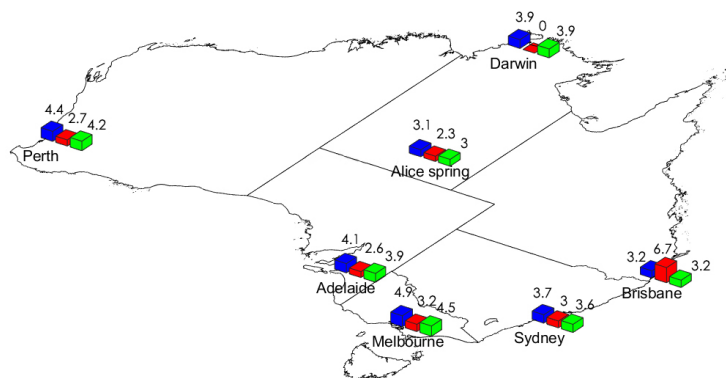 3.9 0 3.9
Darwin
4.4 2.7 4.2
Perth
3.1 2.3 3
Alice spring
4.1 2.6 3.9
Adelaide
3.2 6.7 3.2
Brisbane
4.9 3.2 4.5
Melbourne
3.7 3 3.6
Sydney